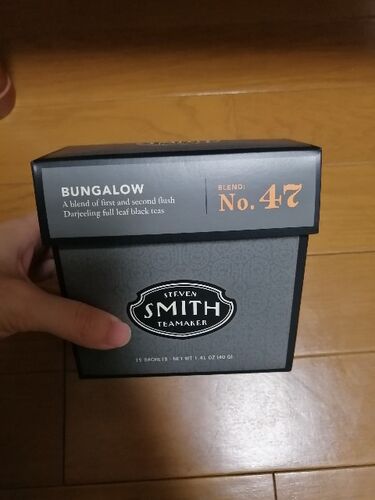 BUNGALOW
A blend of first and second flush
Darjeeling full leaf black teas
BLEND:
No. 47
STEVEN
SMITH
TEAMAKER
15 SACHETS · NET WT 1.41 OZ (40 G)